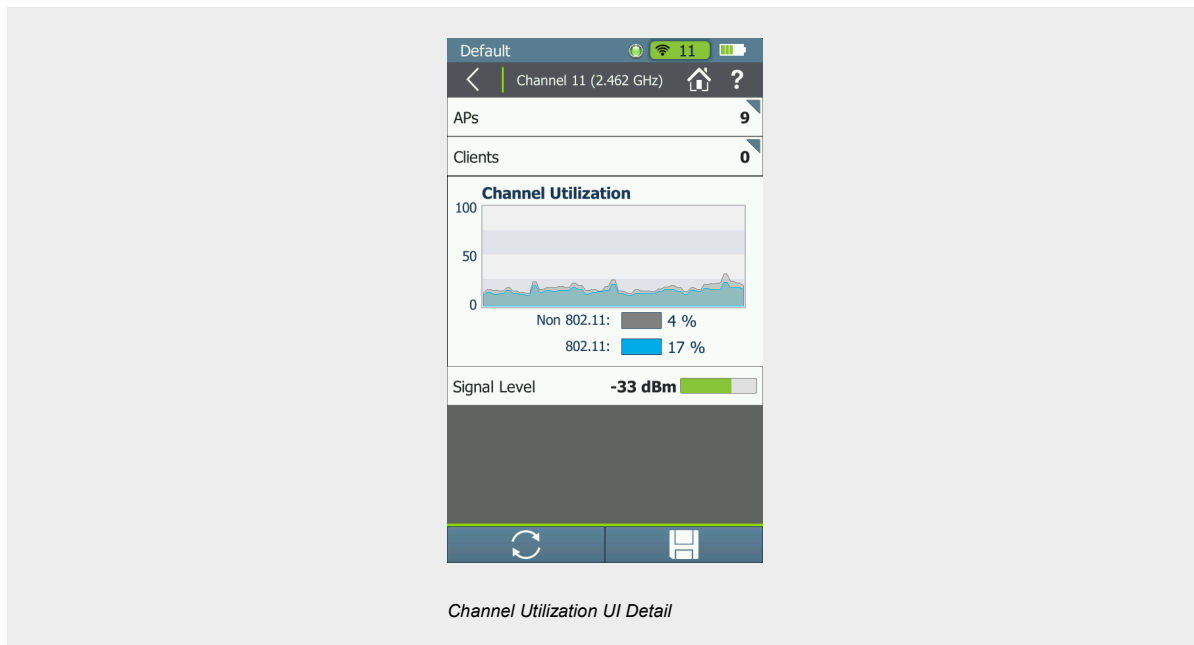 Default 11
Channel 11 (2.462 GHz) ?
APs 9
Clients 0
Channel Utilization
100
50
0
Non 802.11: 4 %
802.11: 17 %
Signal Level -33 dBm
Channel Utilization UI Detail